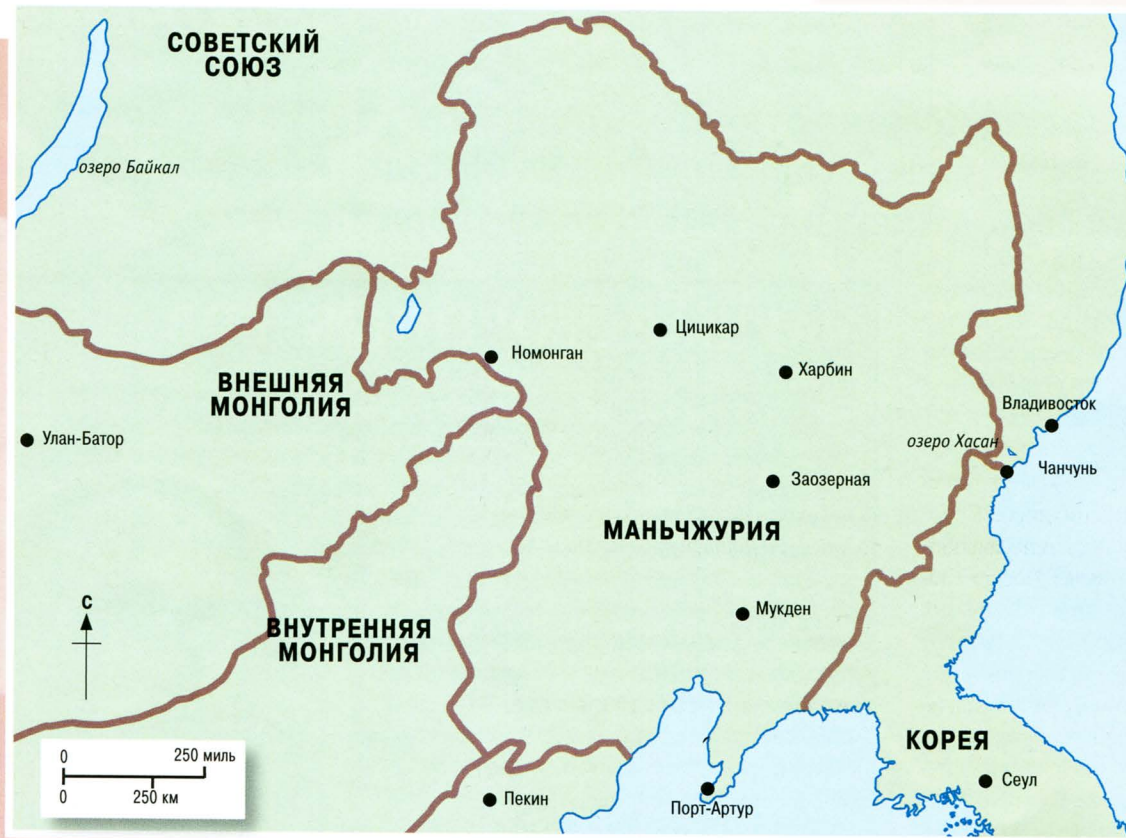 СОВЕТСКИЙ
СОЮЗ
озеро Байкал
Цицикар
Номонган
Харбин
ВНЕШНЯЯ
МОНГОЛИЯ
Владивосток
Улан-Батор
озеро Хасан
Чанчунь
Заозерная
МАНЬЧЖУРИЯ
С
Мукден
ВНУТРЕННЯЯ
МОНГОЛИЯ
КОРЕЯ
0 250 миль
0 250 км
Сеул
Пекин
Порт-Артур